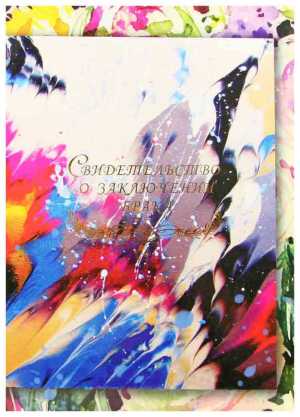 Свидетельство
о заключении
брака